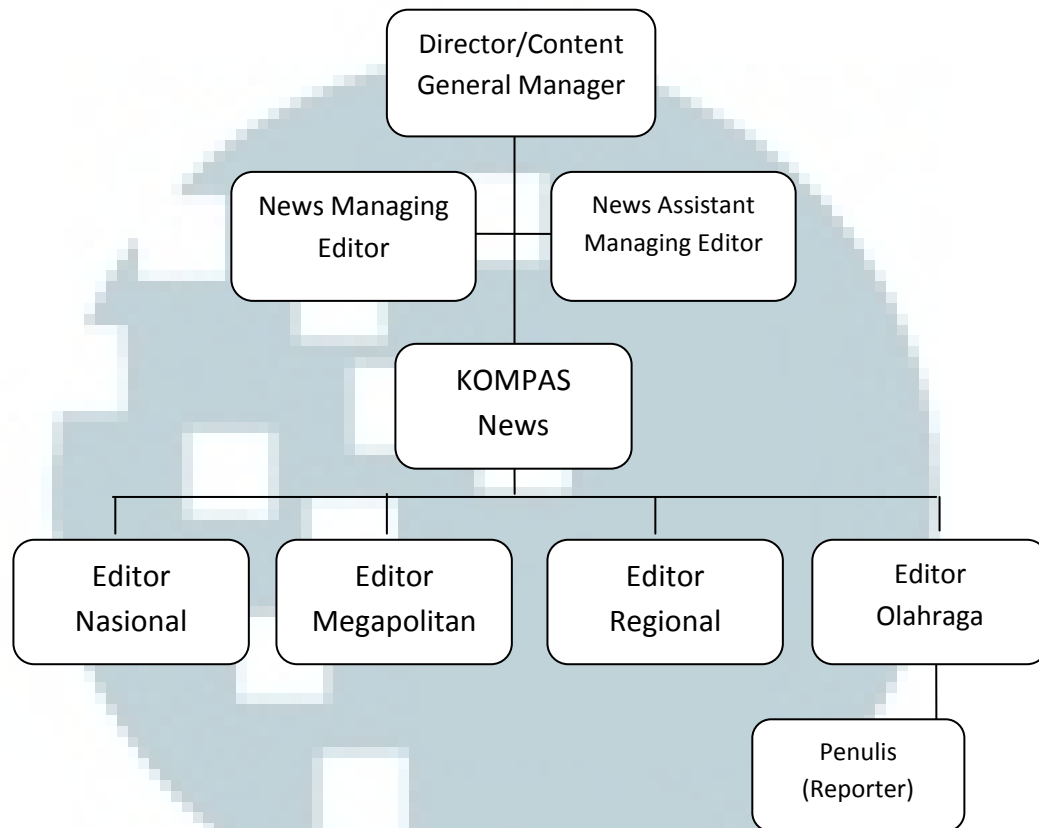 Director/Content
General Manager
News Managing
Editor
News Assistant
Managing Editor
KOMPAS
News
Editor
Nasional
Editor
Megapolitan
Editor
Regional
Editor
Olahraga
Penulis
(Reporter)